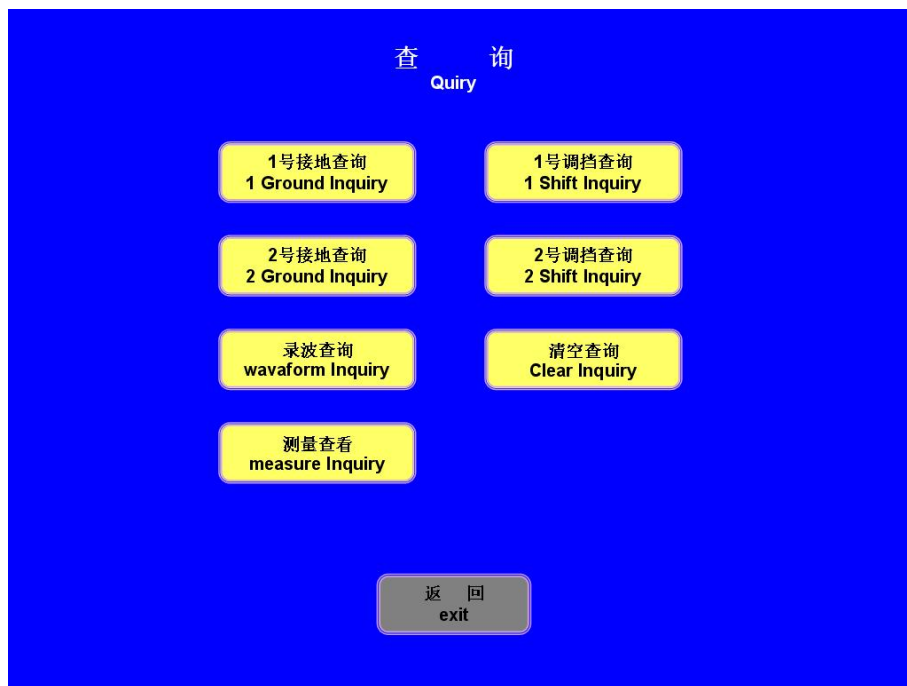 查 询
Quiry
1号接地查询
1 Ground Inquiry
1号调挡查询
1 Shift Inquiry
2号接地查询
2 Ground Inquiry
2号调挡查询
2 Shift Inquiry
录波查询
wavaform Inquiry
清空查询
Clear Inquiry
测量查看
measure Inquiry
返 回
exit